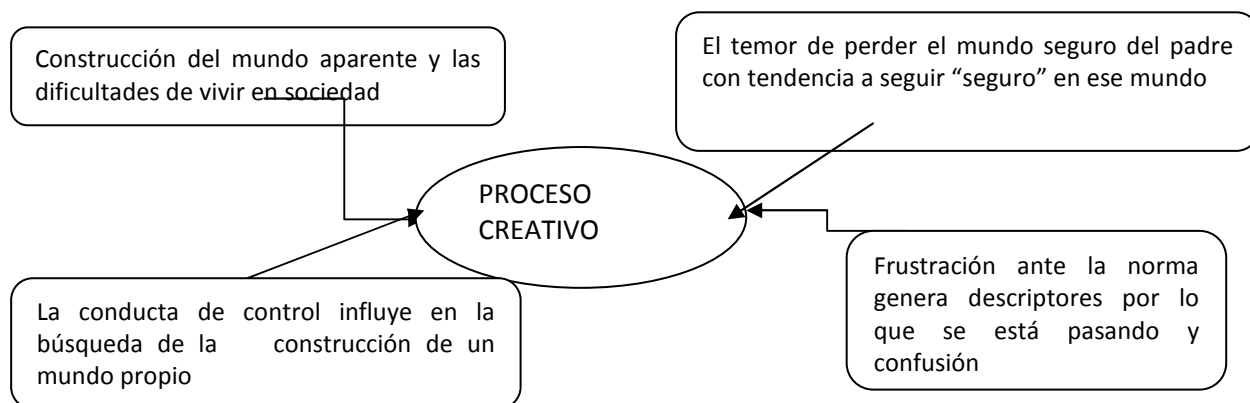 Construcción del mundo aparente y las
dificultades de vivir en sociedad
El temor de perder el mundo seguro del padre
con tendencia a seguir “seguro” en ese mundo
PROCESO
CREATIVO
La conducta de control influye en la
búsqueda de la construcción de un
mundo propio
Frustración ante la norma
genera descriptores por lo
que se está pasando y
confusión